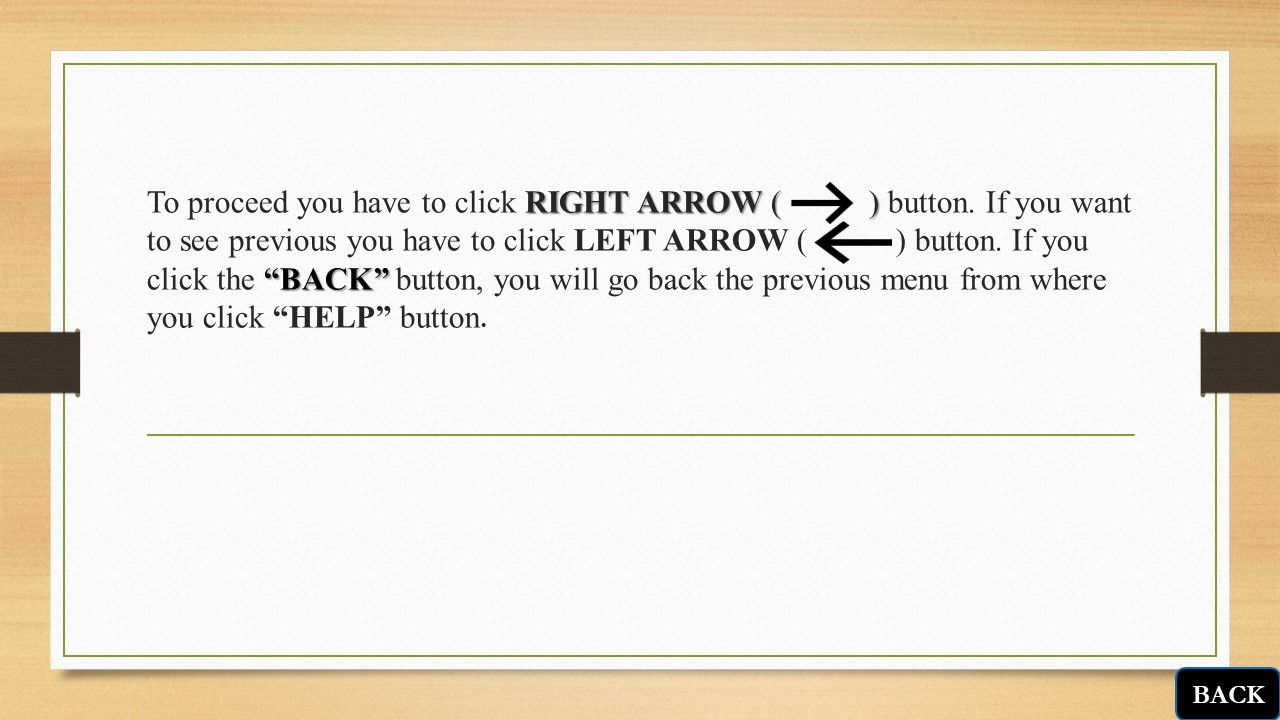 To proceed you have to click RIGHT ARROW ( → ) button. If you want
to see previous you have to click LEFT ARROW ( ← ) button. If you
click the “BACK” button, you will go back the previous menu from where
you click “HELP” button.
BACK